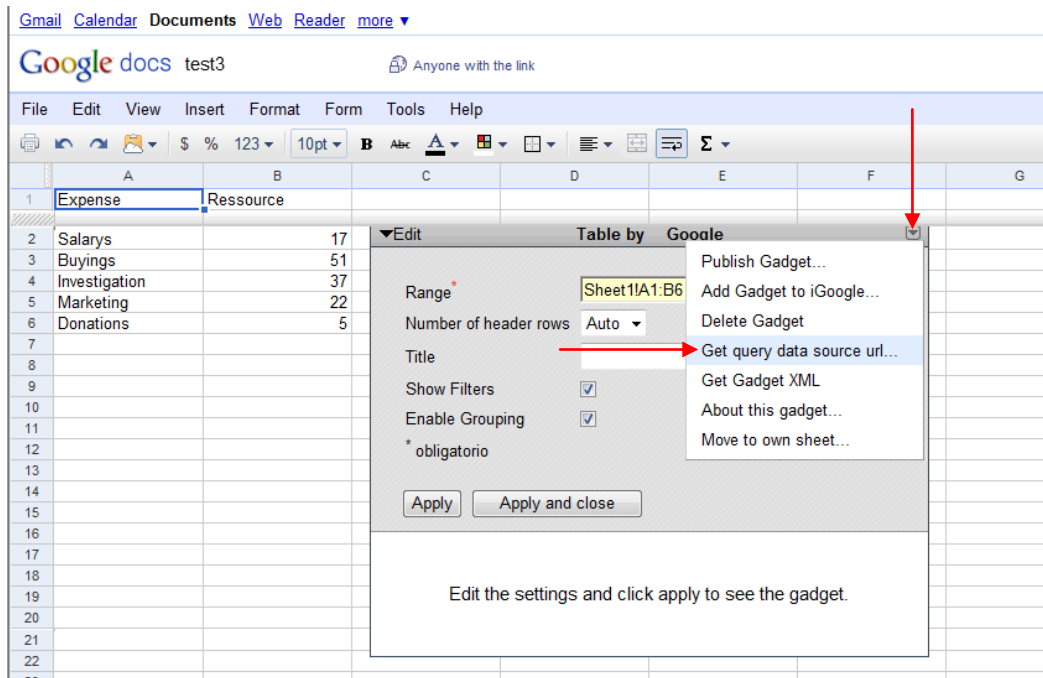 Gmail Calendar Documents Web Reader more ▼
Google docs test3 Anyone with the link
File Edit View Insert Format Form Tools Help
$ % 123 10pt B Abc A Σ
A B C D E F G
1 Expense Ressource
2 Salarys 17
3 Buyings 51
4 Investigation 37
5 Marketing 22
6 Donations 5
7
8
9
10
11
12
13
14
15
16
17
18
19
20
21
22
▼Edit Table by Google
Range*
Sheet1!A1:B6
Number of header rows Auto
Title
Show Filters
Enable Grouping
* obligatorio
Apply Apply and close
Edit the settings and click apply to see the gadget.
Publish Gadget...
Add Gadget to iGoogle...
Delete Gadget
Get query data source url...
Get Gadget XML
About this gadget...
Move to own sheet...